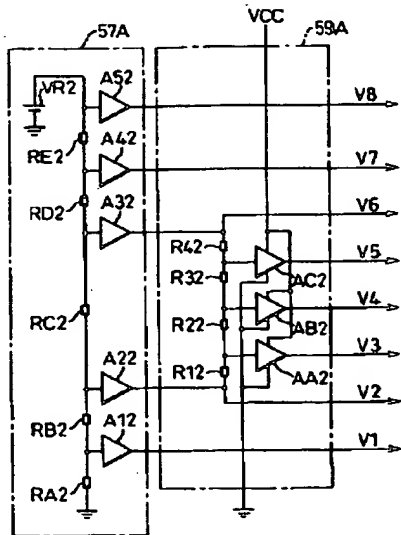 57A
59A
VCC
VR2
A52
V8
RE2
A42
V7
RD2
A32
V6
R42
V5
R32
AC2
RC2
V4
R22
AB2
V3
A22
R12
AA2
V2
RB2
A12
V1
RA2